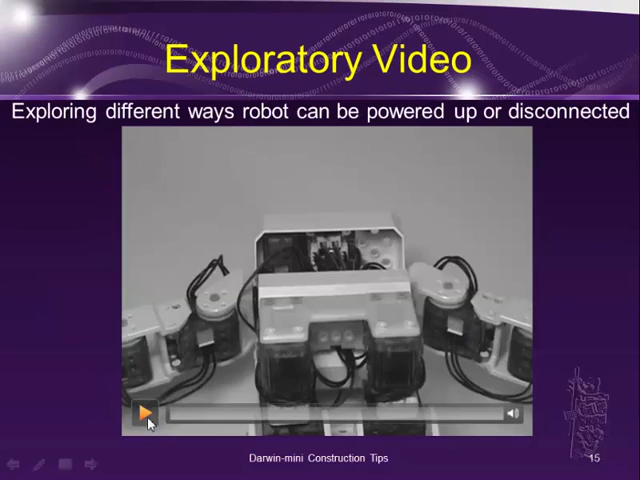 Exploratory Video
Exploring different ways robot can be powered up or disconnected
Darwin-mini Construction Tips
15